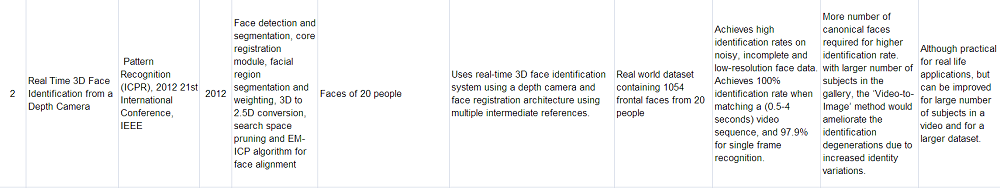 2
Real Time 3D Face
Identification from a
Depth Camera
Pattern
Recognition
(ICPR), 2012 21st
International
Conference,
IEEE
2012
Face detection and
segmentation, core
registration
module, facial
region
segmentation and
weighting, 3D to
2.5D conversion,
search space
pruning and EM-
ICP algorithm for
face alignment
Faces of 20 people
Uses real-time 3D face identification
system using a depth camera and
face registration architecture using
multiple intermediate references.
Real world dataset
containing 1054
frontal faces from 20
people
Achieves high
identification rates on
noisy, incomplete and
low-resolution face data.
Achieves 100%
identification rate when
matching a (0.5-4
seconds) video
sequence, and 97.9%
for single frame
recognition.
More number of
canonical faces
required for higher
identification rate.
with larger number of
subjects in the
gallery, the 'Video-to-
Image' method would
ameliorate the
identification
degenerations due to
increased identity
variations.
Although practical
for real life
applications, but
can be improved
for large number
of subjects in a
video and for a
larger dataset.